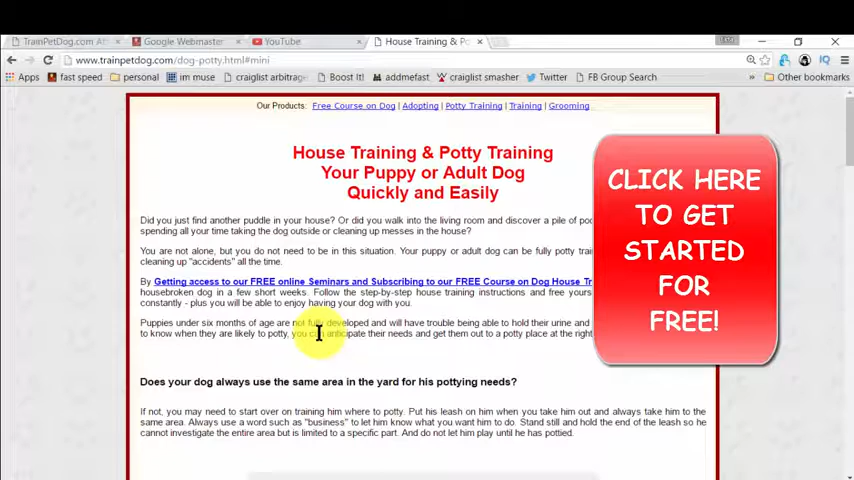 TrainPetDog.com Af
Google Webmaster
YouTube
House Training & Po
www.trainpetdog.com/dog-potty.html#mini
Apps fast speed personal im muse craiglist arbitrage Boost It! addmefast craiglist smasher Twitter FB Group Search Other bookmarks
Our Products: Free Course on Dog | Adopting | Potty Training | Training | Grooming
House Training & Potty Training
Your Puppy or Adult Dog
Quickly and Easily
Did you just find another puddle in your house? Or did you walk into the living room and discover a pile of poo
spending all your time taking the dog outside or cleaning up messes in the house?
You are not alone, but you do not need to be in this situation. Your puppy or adult dog can be fully potty trai
cleaning up "accidents" all the time.
By Getting access to our FREE online Seminars and Subscribing to our FREE Course on Dog House Tr
housebroken dog in a few short weeks. Follow the step-by-step house training instructions and free yours
constantly - plus you will be able to enjoy having your dog with you.
Puppies under six months of age are not fully developed and will have trouble being able to hold their urine and
to know when they are likely to potty, you can anticipate their needs and get them out to a potty place at the right
Does your dog always use the same area in the yard for his pottying needs?
If not, you may need to start over on training him where to potty. Put his leash on him when you take him out and always take him to the
same area. Always use a word such as "business" to let him know what you want him to do. Stand still and hold the end of the leash so he
cannot investigate the entire area but is limited to a specific part. And do not let him play until he has pottied.
CLICK HERE
TO GET
STARTED
FOR
FREE!